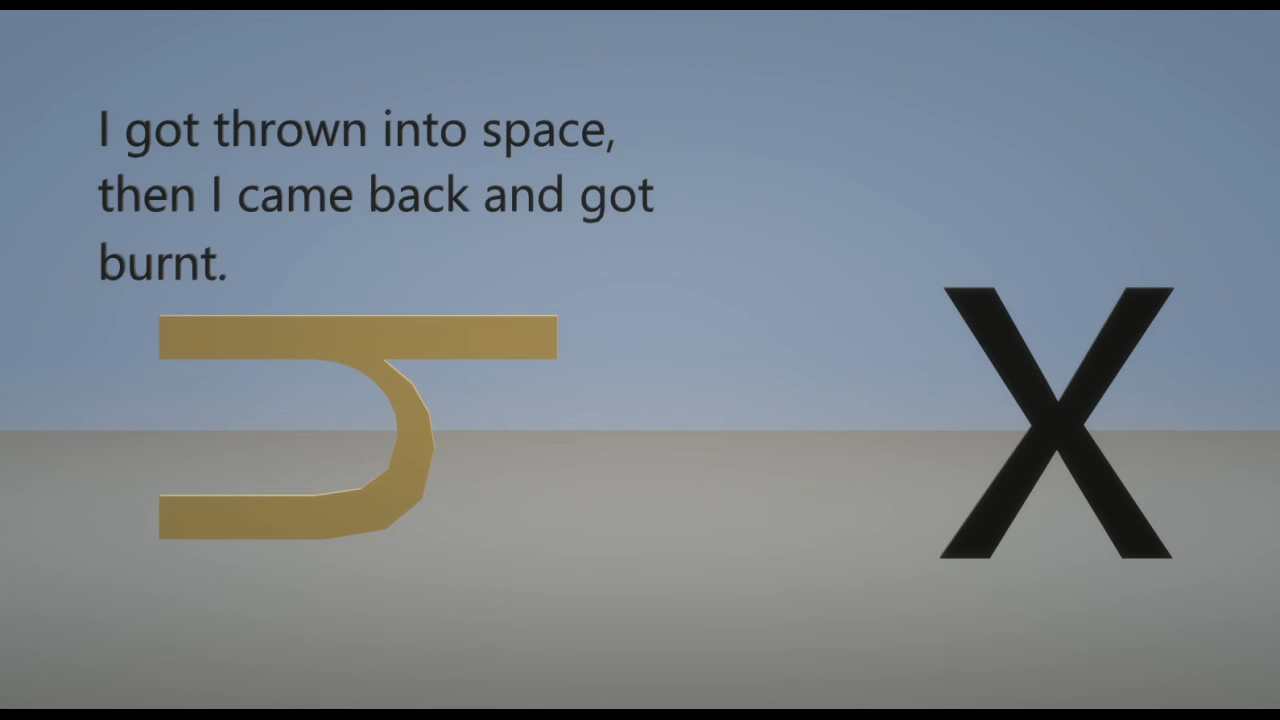 I got thrown into space,
then I came back and got
burnt.
h
X